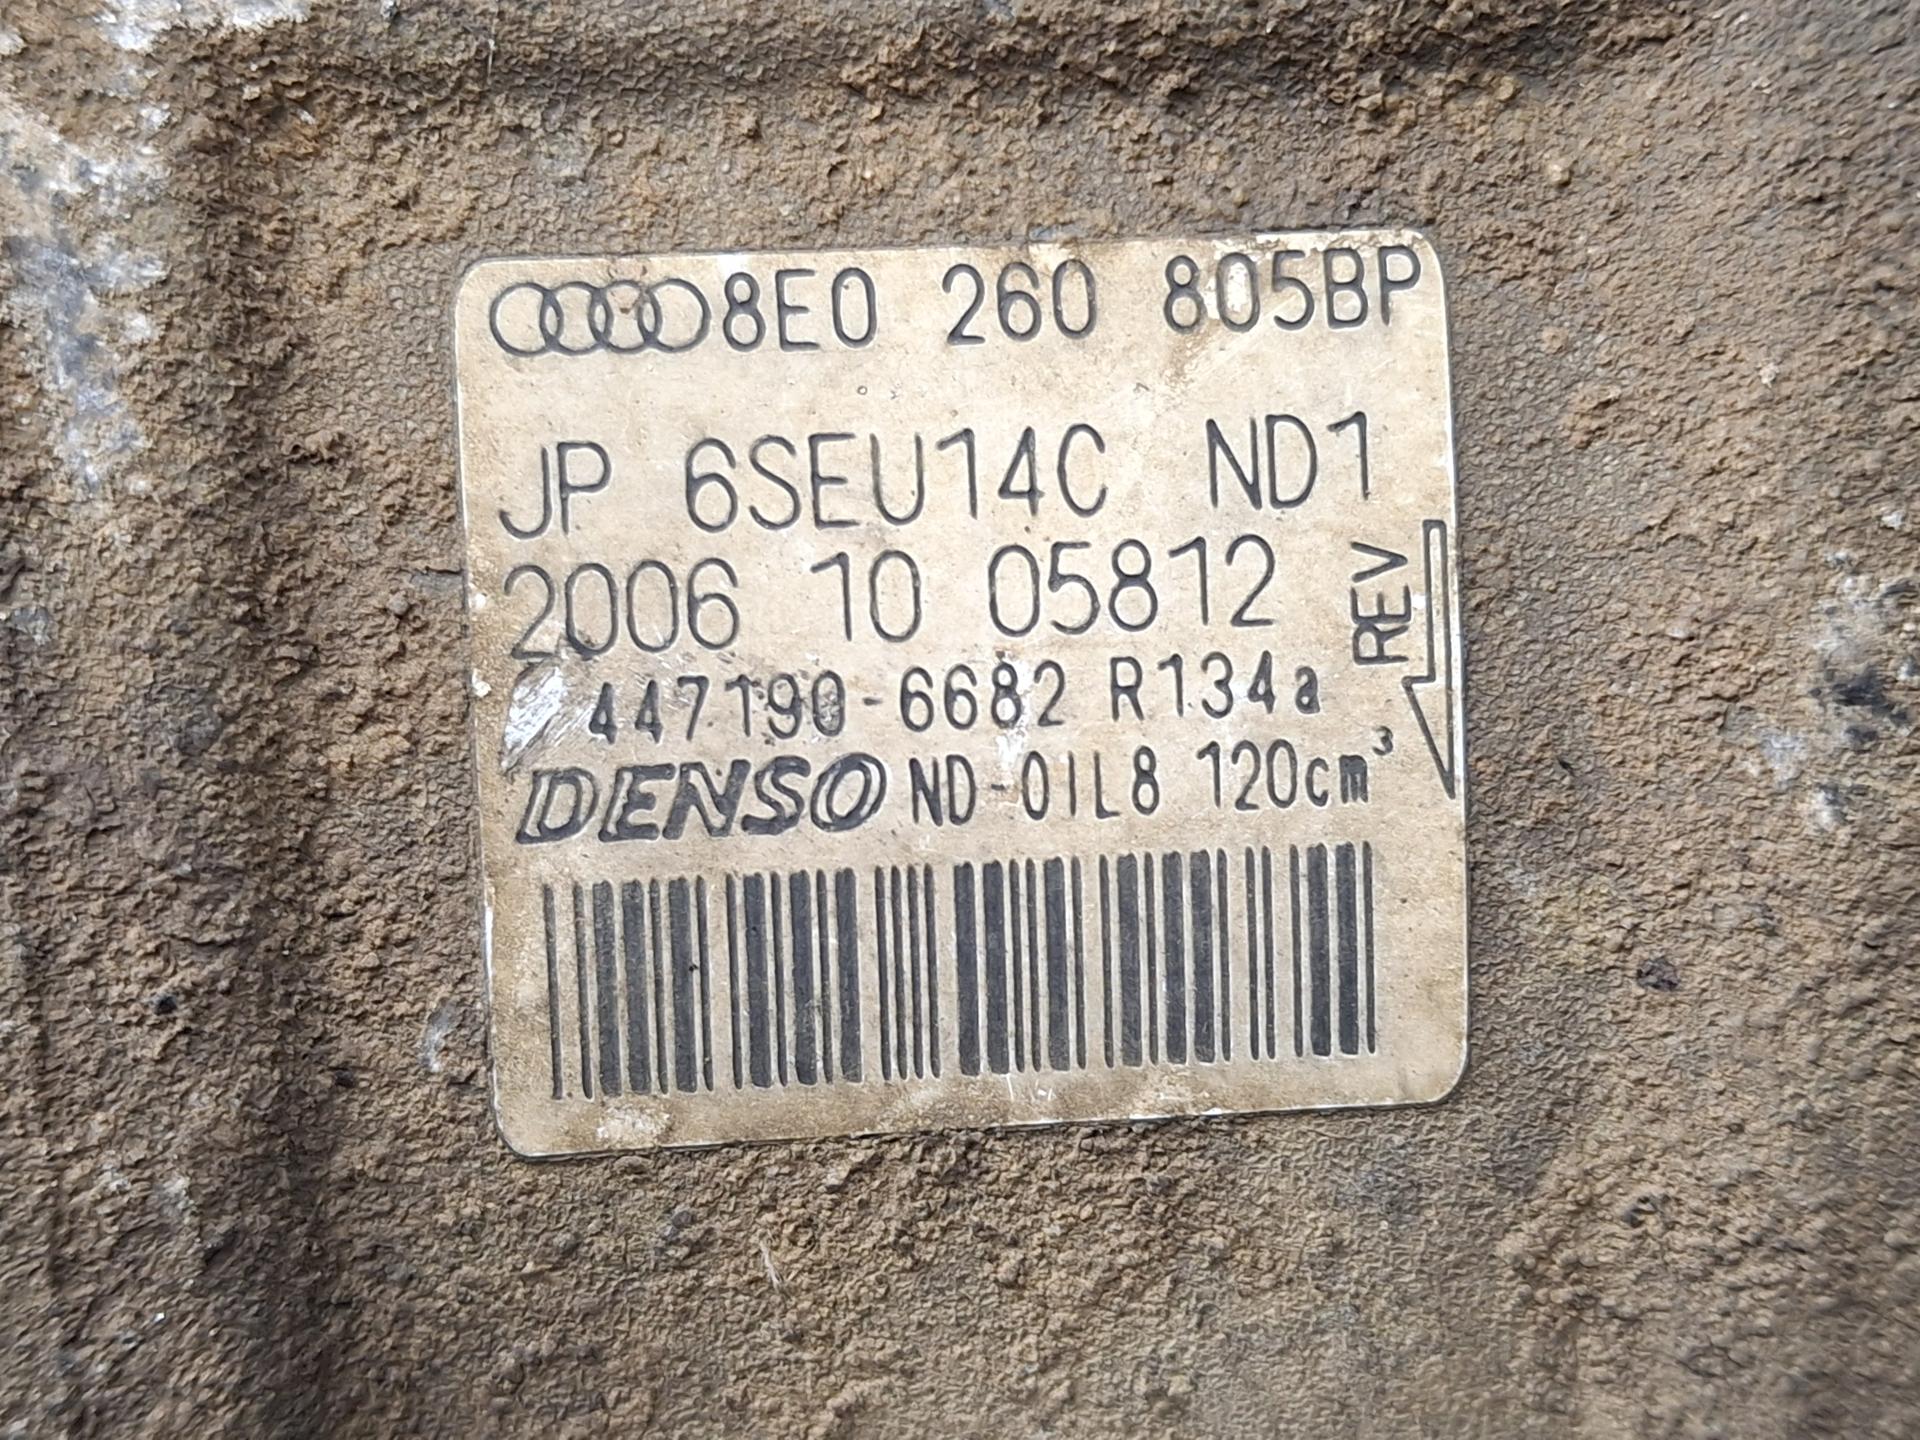 8E0 260 805BP
JP 6SEU14C ND1
2006 10 05812
REV
447190-6682 R134a
DENSO ND-OIL8 120cm³